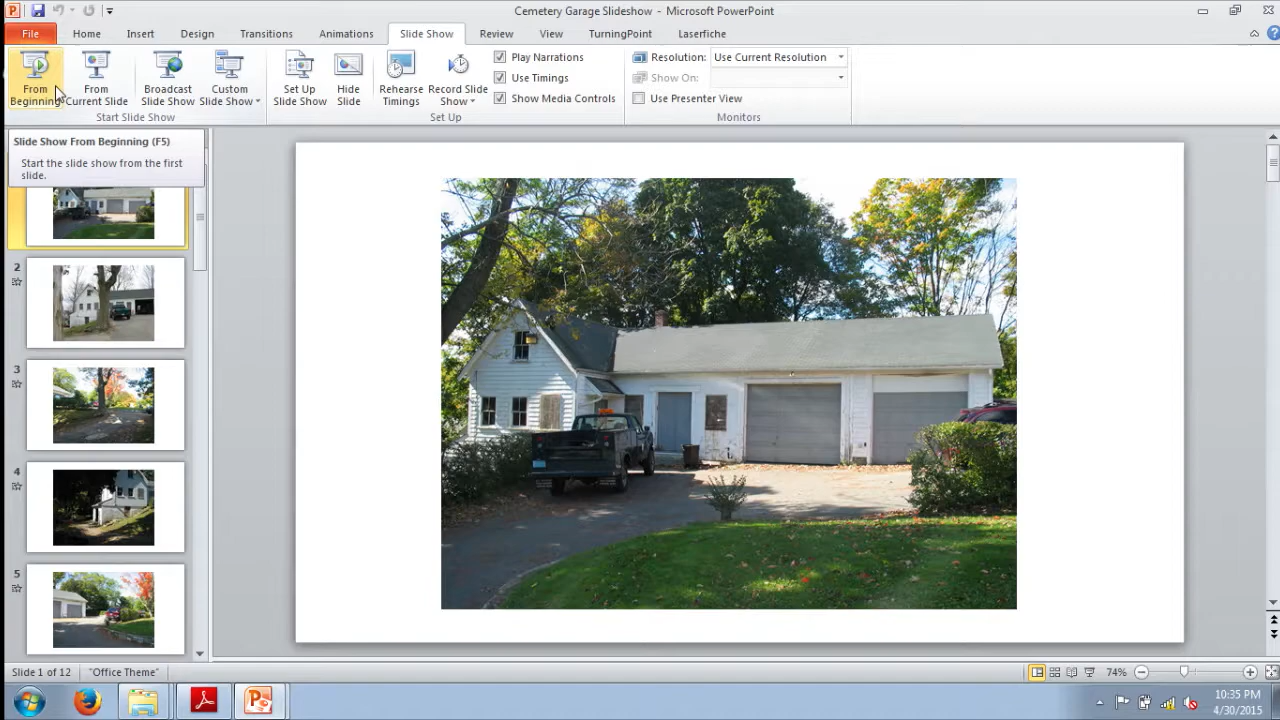 Cemetery Garage Slideshow - Microsoft PowerPoint
File Home Insert Design Transitions Animations Slide Show Review View TurningPoint Laserfiche
From Beginning
From Current Slide
Broadcast Slide Show
Custom Slide Show
Start Slide Show
Set Up Slide Show
Hide Slide
Rehearse Timings
Record Slide Show
Play Narrations
Use Timings
Show Media Controls
Set Up
Resolution: Use Current Resolution
Show On:
Use Presenter View
Monitors
Slide Show From Beginning (F5)
Start the slide show from the first
slide.
2
3
4
5
Slide 1 of 12 "Office Theme" 74%
10:35 PM
4/30/2015